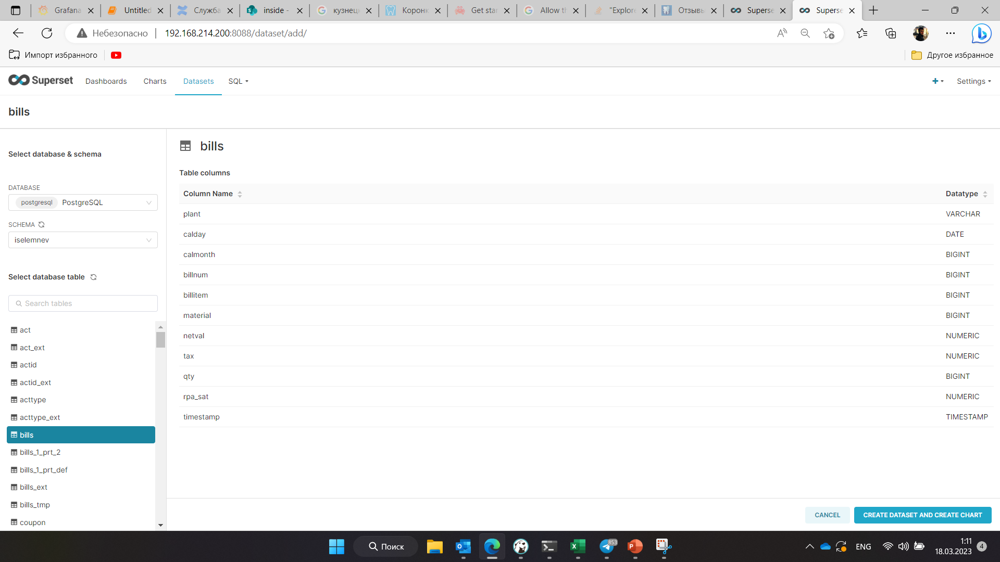 Grafana
Untitled
Служба
inside -
кузнец
Коронк
Get star
Allow th
"Explore
Отзывы
Superse
Superse
Небезопасно 192.168.214.200:8088/dataset/add/
Импорт избранного
Другое избранное
Superset Dashboards Charts Datasets SQL
Settings
bills
Select database & schema
DATABASE
postgresql PostgreSQL
SCHEMA
iselemnev
Select database table
Search tables
act
act_ext
actid
actid_ext
acttype
acttype_ext
bills
bills_1_prt_2
bills_1_prt_def
bills_ext
bills_tmp
coupon
bills
Table columns
Column Name Datatype
plant VARCHAR
calday DATE
calmonth BIGINT
billnum BIGINT
billitem BIGINT
material BIGINT
netval NUMERIC
tax NUMERIC
qty BIGINT
rpa_sat NUMERIC
timestamp TIMESTAMP
CANCEL
CREATE DATASET AND CREATE CHART
Поиск
853
ENG
1:11
18.03.2023
4